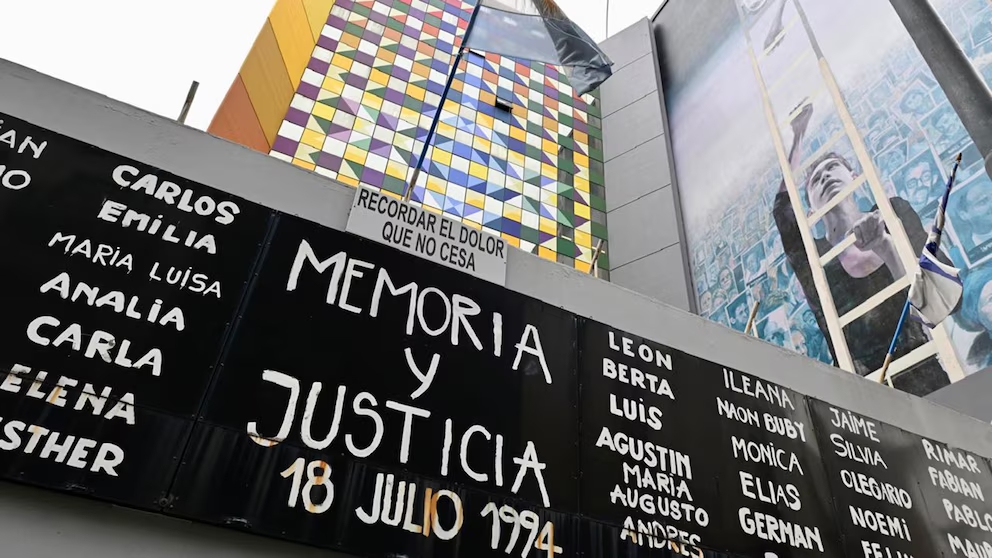 CARLOS
EMILIA
MARIA LUISA
ANALIA
CARLA
ELENA
ESTHER
RECORDAR EL DOLOR
QUE NO CESA
MEMORIA
Y
JUSTICIA
18 JULIO 1994
LEON
BERTA
LUIS
AGUSTIN
MARIA
AUGUSTO
ANDRES
ILEANA
NAON BUBY
MONICA
ELIAS
GERMAN
JAIME
SILVIA
OLEGARIO
NOEMI
RIMAR
FABIAN
PABLO